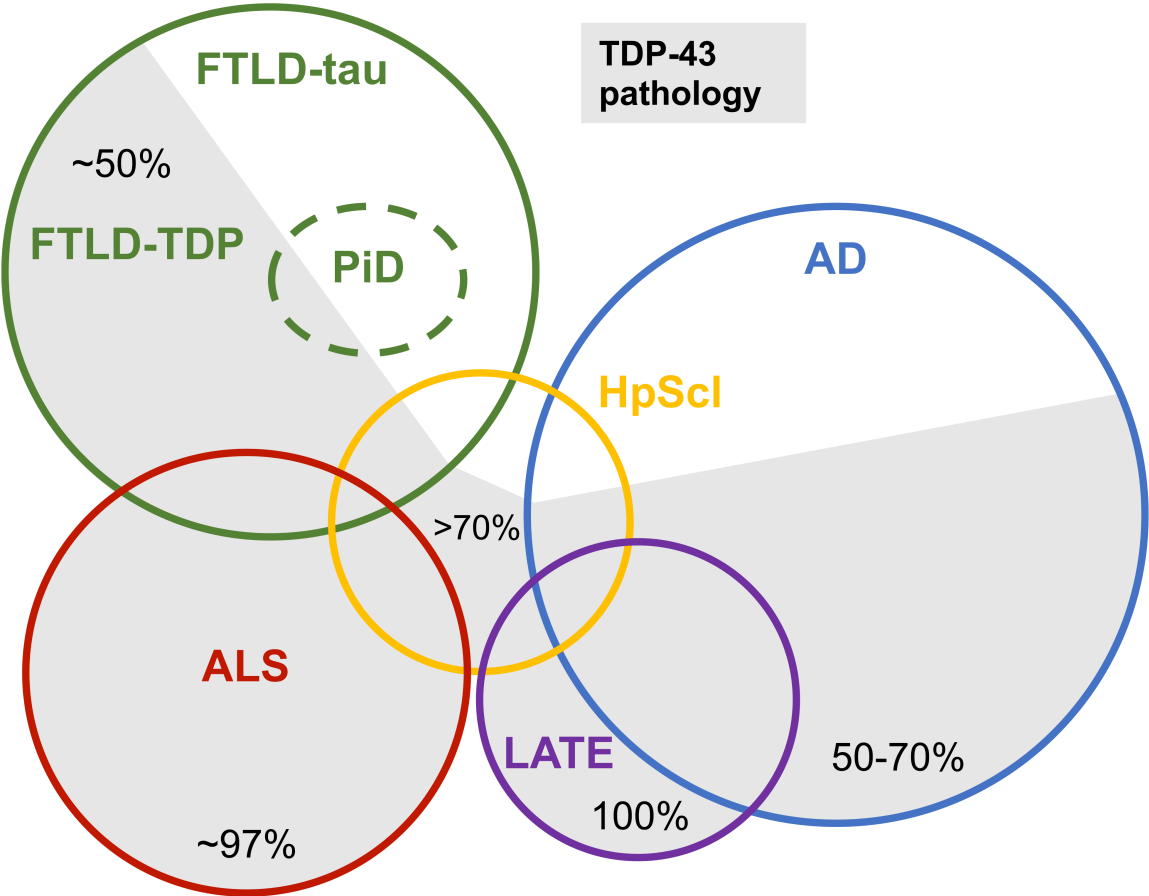 FTLD-tau
TDP-43
pathology
~50%
FTLD-TDP
PiD
AD
HpScl
>70%
ALS
LATE
50-70%
100%
~97%